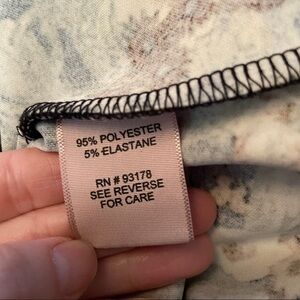 95% POLYESTER
5% ELASTANE
RN # 93178
SEE REVERSE
FOR CARE